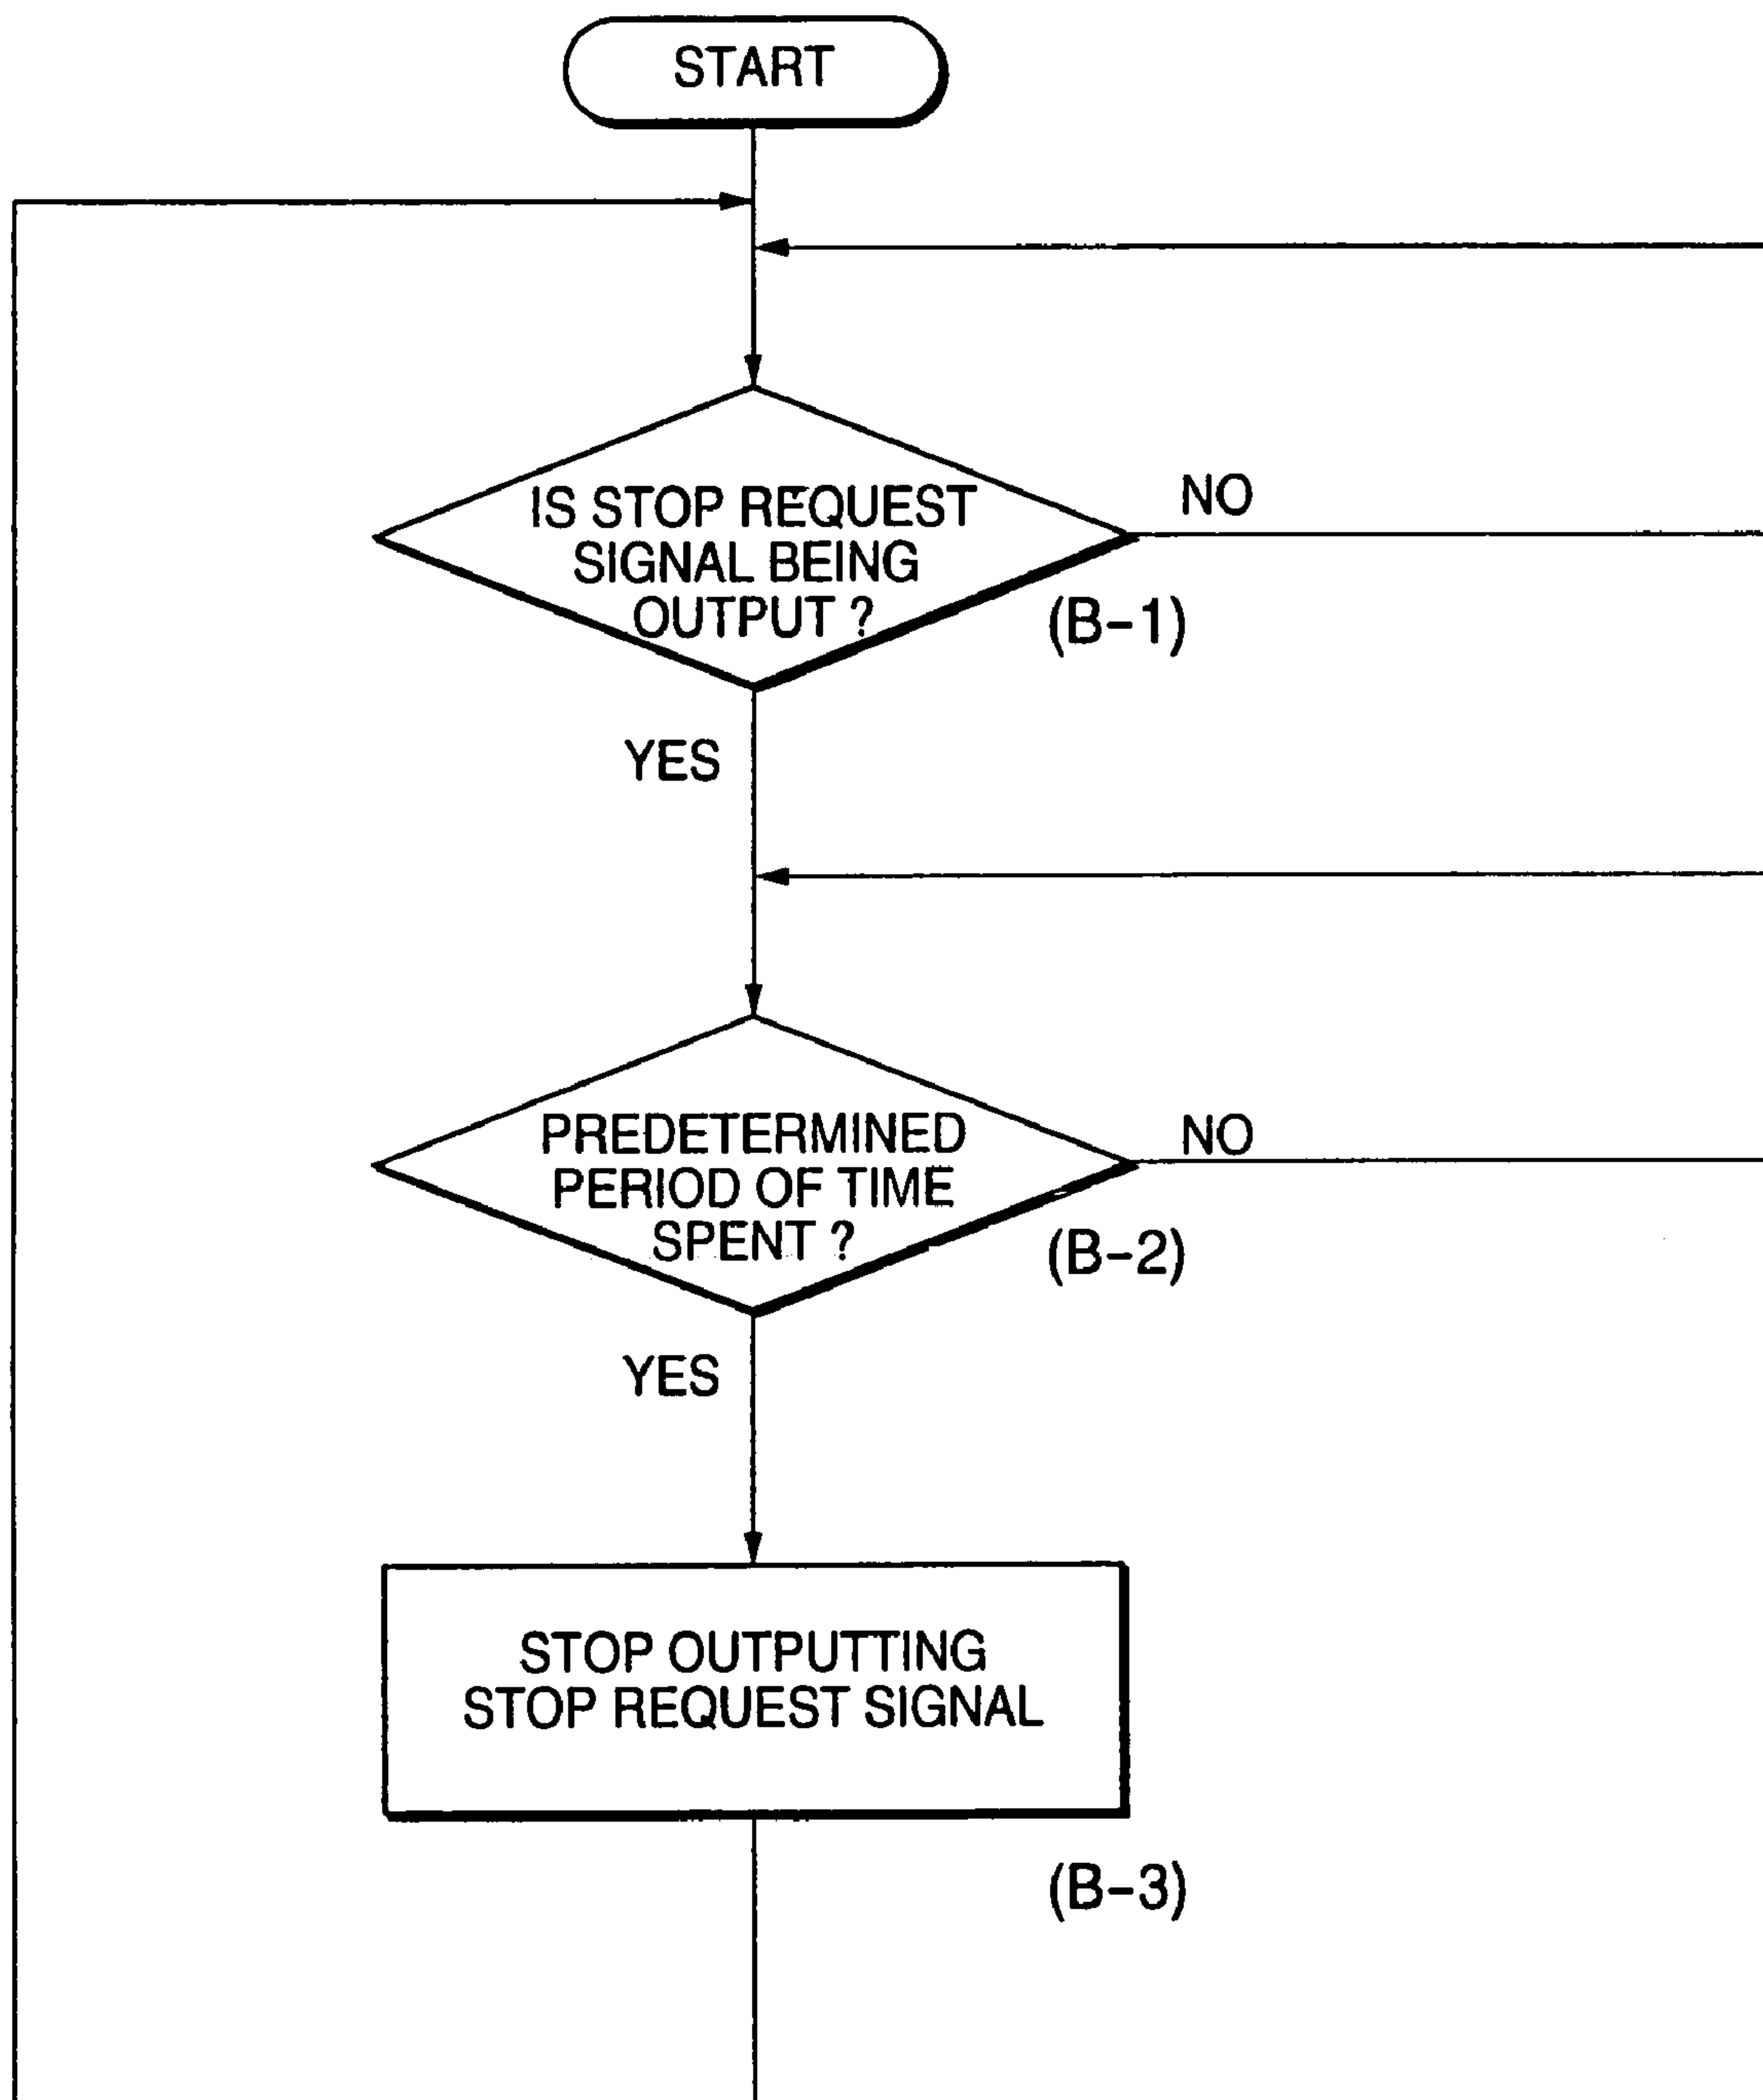 START
IS STOP REQUEST
SIGNAL BEING
OUTPUT ?
NO
(B-1)
YES
PREDETERMINED
PERIOD OF TIME
SPENT ?
NO
(B-2)
YES
STOP OUTPUTTING
STOP REQUEST SIGNAL
(B-3)